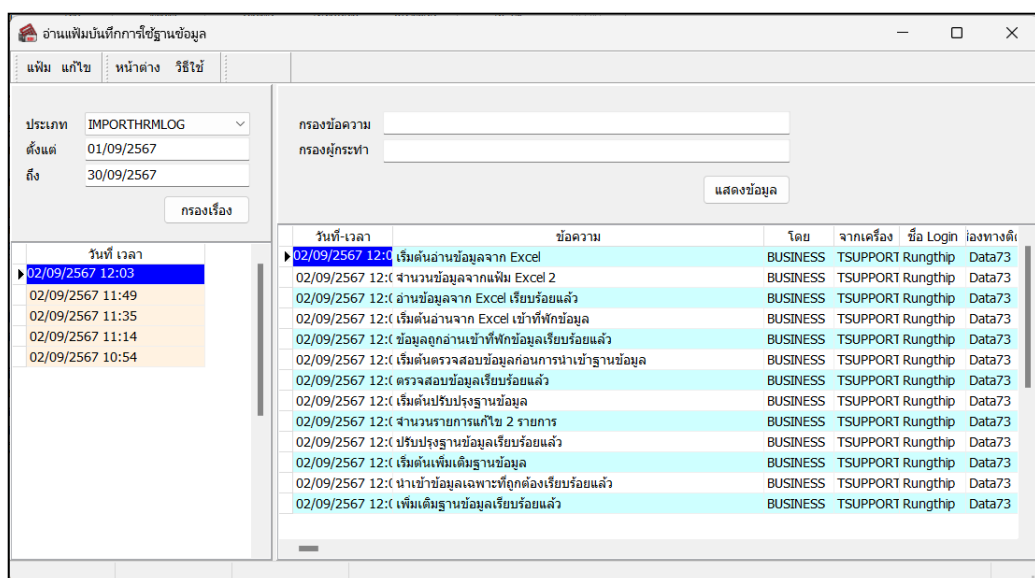 อ่านแฟ้มบันทึกการใช้ฐานข้อมูล
แฟ้ม แก้ไข หน้าต่าง วิธีใช้
ประเภท IMPORTHRMLOG
ตั้งแต่ 01/09/2567
ถึง 30/09/2567
กรองเรื่อง
กรองข้อความ
กรองผู้กระทำ
แสดงข้อมูล
วันที่ เวลา
02/09/2567 12:03
02/09/2567 11:49
02/09/2567 11:35
02/09/2567 11:14
02/09/2567 10:54
วันที่-เวลา ข้อความ โดย จากเครื่อง ชื่อ Login
02/09/2567 12:0 เริ่มต้นอ่านข้อมูลจาก Excel BUSINESS TSUPPORT Rungthip Data73
02/09/2567 12:0 จำนวนข้อมูลจากแฟ้ม Excel 2 BUSINESS TSUPPORT Rungthip Data73
02/09/2567 12:0 อ่านข้อมูลจาก Excel เรียบร้อยแล้ว BUSINESS TSUPPORT Rungthip Data73
02/09/2567 12:0 เริ่มต้นอ่านจาก Excel เข้าที่พักข้อมูล BUSINESS TSUPPORT Rungthip Data73
02/09/2567 12:0 ข้อมูลถูกอ่านเข้าที่พักข้อมูลเรียบร้อยแล้ว BUSINESS TSUPPORT Rungthip Data73
02/09/2567 12:0 เริ่มต้นตรวจสอบข้อมูลก่อนการนำเข้าฐานข้อมูล BUSINESS TSUPPORT Rungthip Data73
02/09/2567 12:0 ตรวจสอบข้อมูลเรียบร้อยแล้ว BUSINESS TSUPPORT Rungthip Data73
02/09/2567 12:0 เริ่มต้นปรับปรุงฐานข้อมูล BUSINESS TSUPPORT Rungthip Data73
02/09/2567 12:0 จำนวนรายการแก้ไข 2 รายการ BUSINESS TSUPPORT Rungthip Data73
02/09/2567 12:0 ปรับปรุงฐานข้อมูลเรียบร้อยแล้ว BUSINESS TSUPPORT Rungthip Data73
02/09/2567 12:0 เริ่มต้นเพิ่มเติมฐานข้อมูล BUSINESS TSUPPORT Rungthip Data73
02/09/2567 12:0 นำเข้าข้อมูลเฉพาะที่ถูกต้องเรียบร้อยแล้ว BUSINESS TSUPPORT Rungthip Data73
02/09/2567 12:0 เพิ่มเติมฐานข้อมูลเรียบร้อยแล้ว BUSINESS TSUPPORT Rungthip Data73